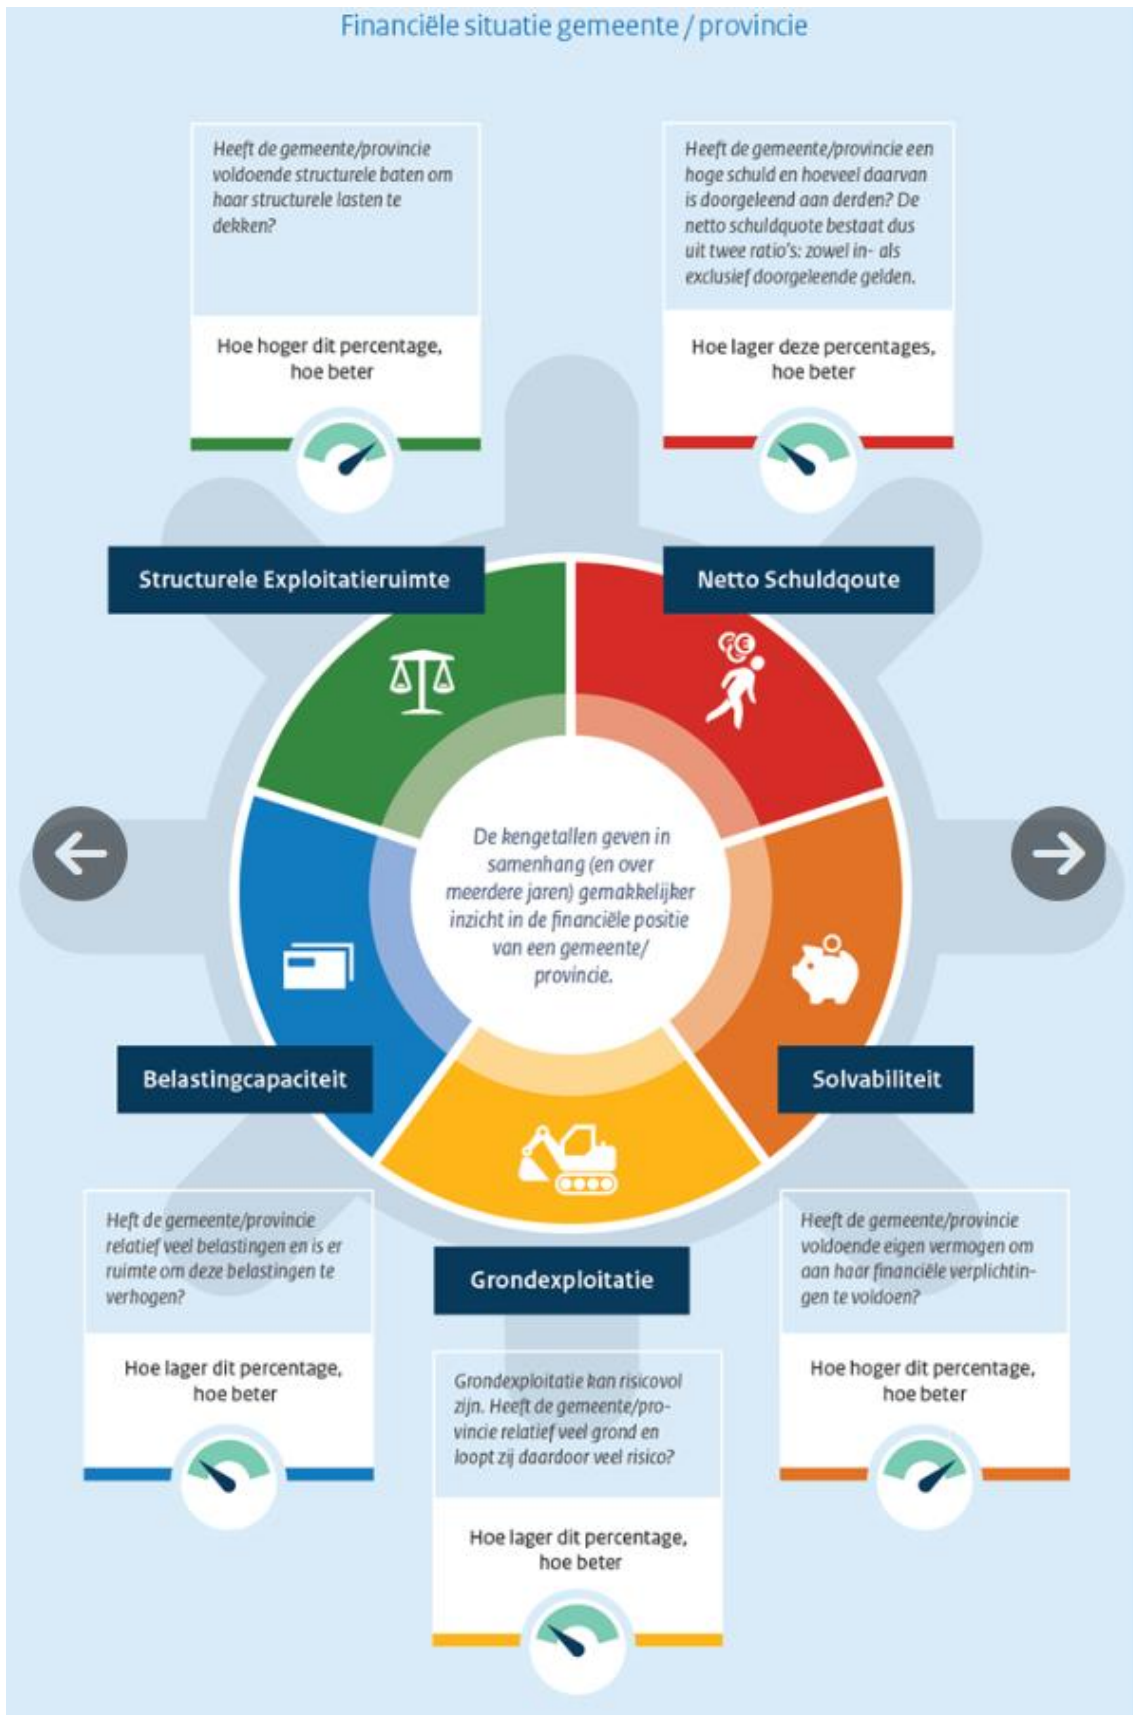 Financiële situatie gemeente / provincie
Heeft de gemeente/provincie
voldoende structurele baten om
haar structurele lasten te
dekken?
Hoe hoger dit percentage,
hoe beter
Heeft de gemeente/provincie een
hoge schuld en hoeveel daarvan
is doorgeleend aan derden? De
netto schuldquote bestaat dus
uit twee ratio's: zowel in- als
exclusief doorgeleende gelden.
Hoe lager deze percentages,
hoe beter
Structurele Exploitatieruimte
Netto Schuldqoute
De kengetallen geven in
samenhang (en over
meerdere jaren) gemakkelijker
inzicht in de financiële positie
van een gemeente/
provincie.
Belastingcapaciteit
Solvabiliteit
Grondexploitatie
Heft de gemeente/provincie
relatief veel belastingen en is er
ruimte om deze belastingen te
verhogen?
Hoe lager dit percentage,
hoe beter
Grondexploitatie kan risicovol
zijn. Heeft de gemeente/pro-
vincie relatief veel grond en
loopt zij daardoor veel risico?
Hoe lager dit percentage,
hoe beter
Heeft de gemeente/provincie
voldoende eigen vermogen om
aan haar financiële verplichtin-
gen te voldoen?
Hoe hoger dit percentage,
hoe beter